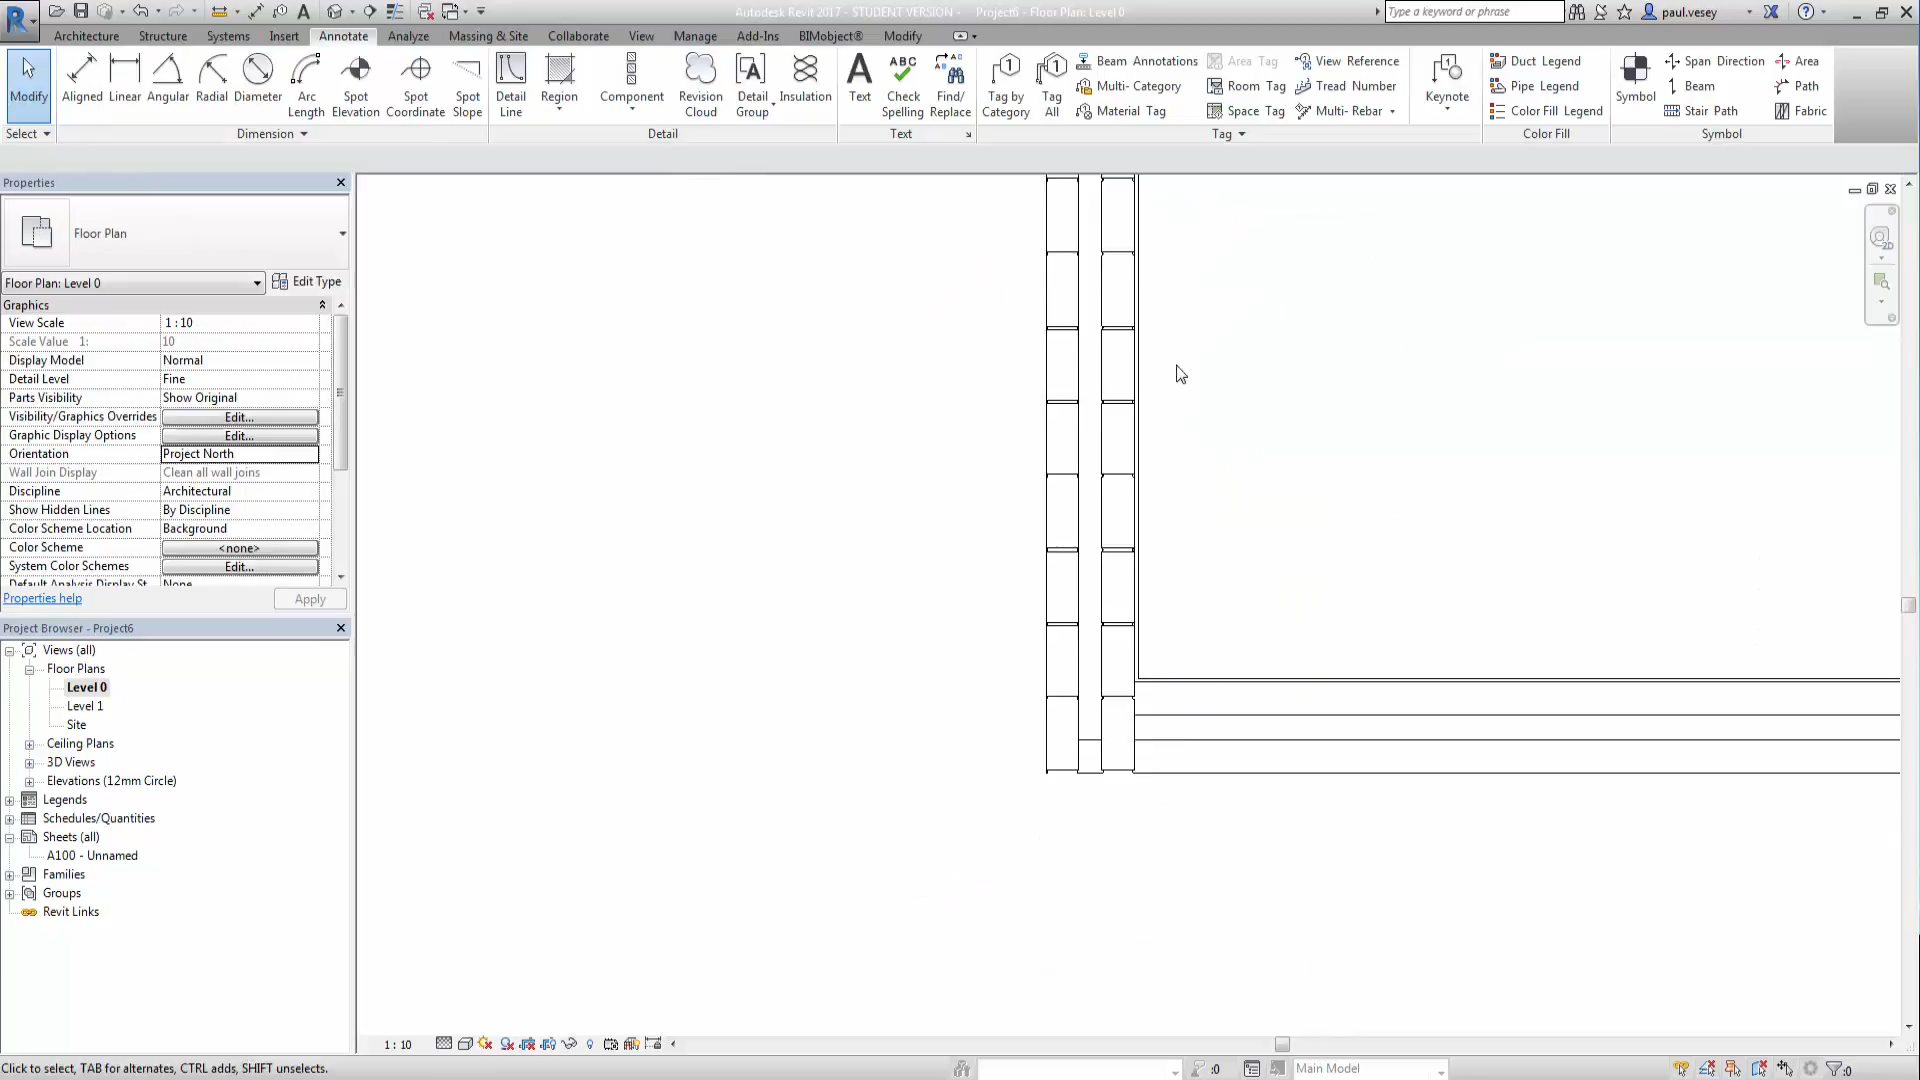 Autodesk Revit 2017 - STUDENT VERSION - Project6 - Floor Plan: Level 0
Type a keyword or phrase
paul.vesey
Architecture Structure Systems Insert Annotate Analyze Massing & Site Collaborate View Manage Add-Ins BIMobject® Modify
Modify
Select
Aligned Linear Angular Radial Diameter Arc Length Spot Elevation Spot Coordinate Spot Slope
Dimension
Detail Line Region Component Revision Cloud Detail Group Insulation
Detail
A ABC
Text Check Spelling Find/ Replace
Text
Tag by Category Tag All
Beam Annotations Area Tag View Reference
Multi- Category Room Tag Tread Number
Material Tag Space Tag Multi- Rebar
Tag
Keynote
Duct Legend
Pipe Legend
Color Fill Legend
Color Fill
Symbol
Span Direction Area
Beam Path
Stair Path Fabric
Symbol
Properties
Floor Plan
Floor Plan: Level 0 Edit Type
Graphics
View Scale 1 : 10
Scale Value 1: 10
Display Model Normal
Detail Level Fine
Parts Visibility Show Original
Visibility/Graphics Overrides Edit...
Graphic Display Options Edit...
Orientation Project North
Wall Join Display Clean all wall joins
Discipline Architectural
Show Hidden Lines By Discipline
Color Scheme Location Background
Color Scheme <none>
System Color Schemes Edit...
Default Analysis Display St... None
Properties help Apply
Project Browser - Project6
Views (all)
Floor Plans
Level 0
Level 1
Site
Ceiling Plans
3D Views
Elevations (12mm Circle)
Legends
Schedules/Quantities
Sheets (all)
A100 - Unnamed
Families
Groups
Revit Links
2D
1 : 10
Click to select, TAB for alternates, CTRL adds, SHIFT unselects.
:0
Main Model
:0